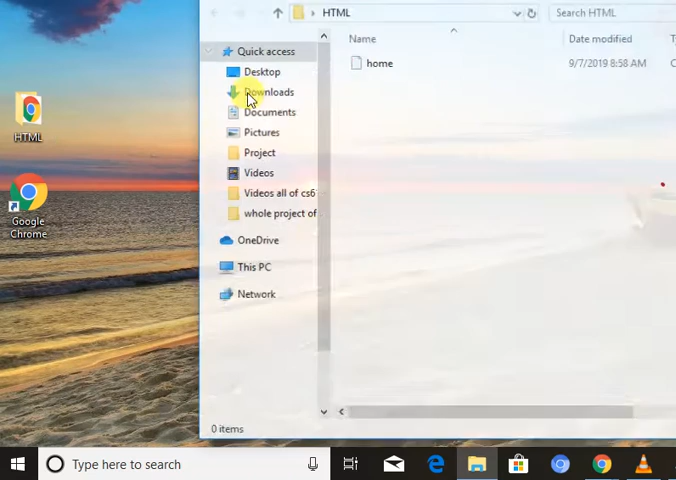 HTML
Search HTML
Quick access
Name
Date modified
Desktop
home
9/7/2019 8:58 AM
Downloads
Documents
HTML
Pictures
Project
Videos
Videos all of cs6
Google
Chrome
whole project of
OneDrive
This PC
Network
0 items
Type here to search